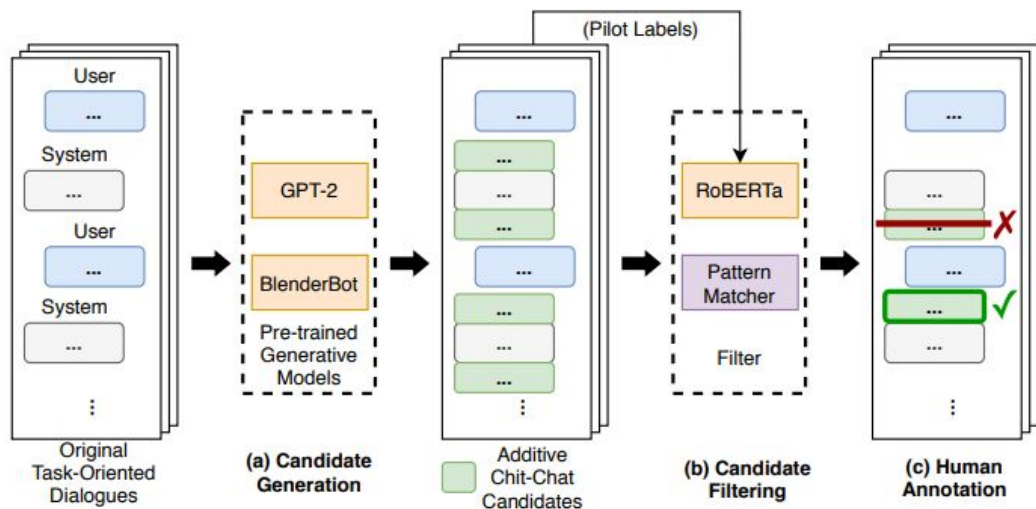 (Pilot Labels)
User
...
System
...
User
...
System
...
...
Original
Task-Oriented
Dialogues
GPT-2
BlenderBot
Pre-trained
Generative
Models
(a) Candidate
Generation
...
...
...
...
...
...
...
...
...
Additive
Chit-Chat
Candidates
RoBERTa
Pattern
Matcher
Filter
(b) Candidate
Filtering
...
...
...
✗
...
...
✓
...
...
(c) Human
Annotation